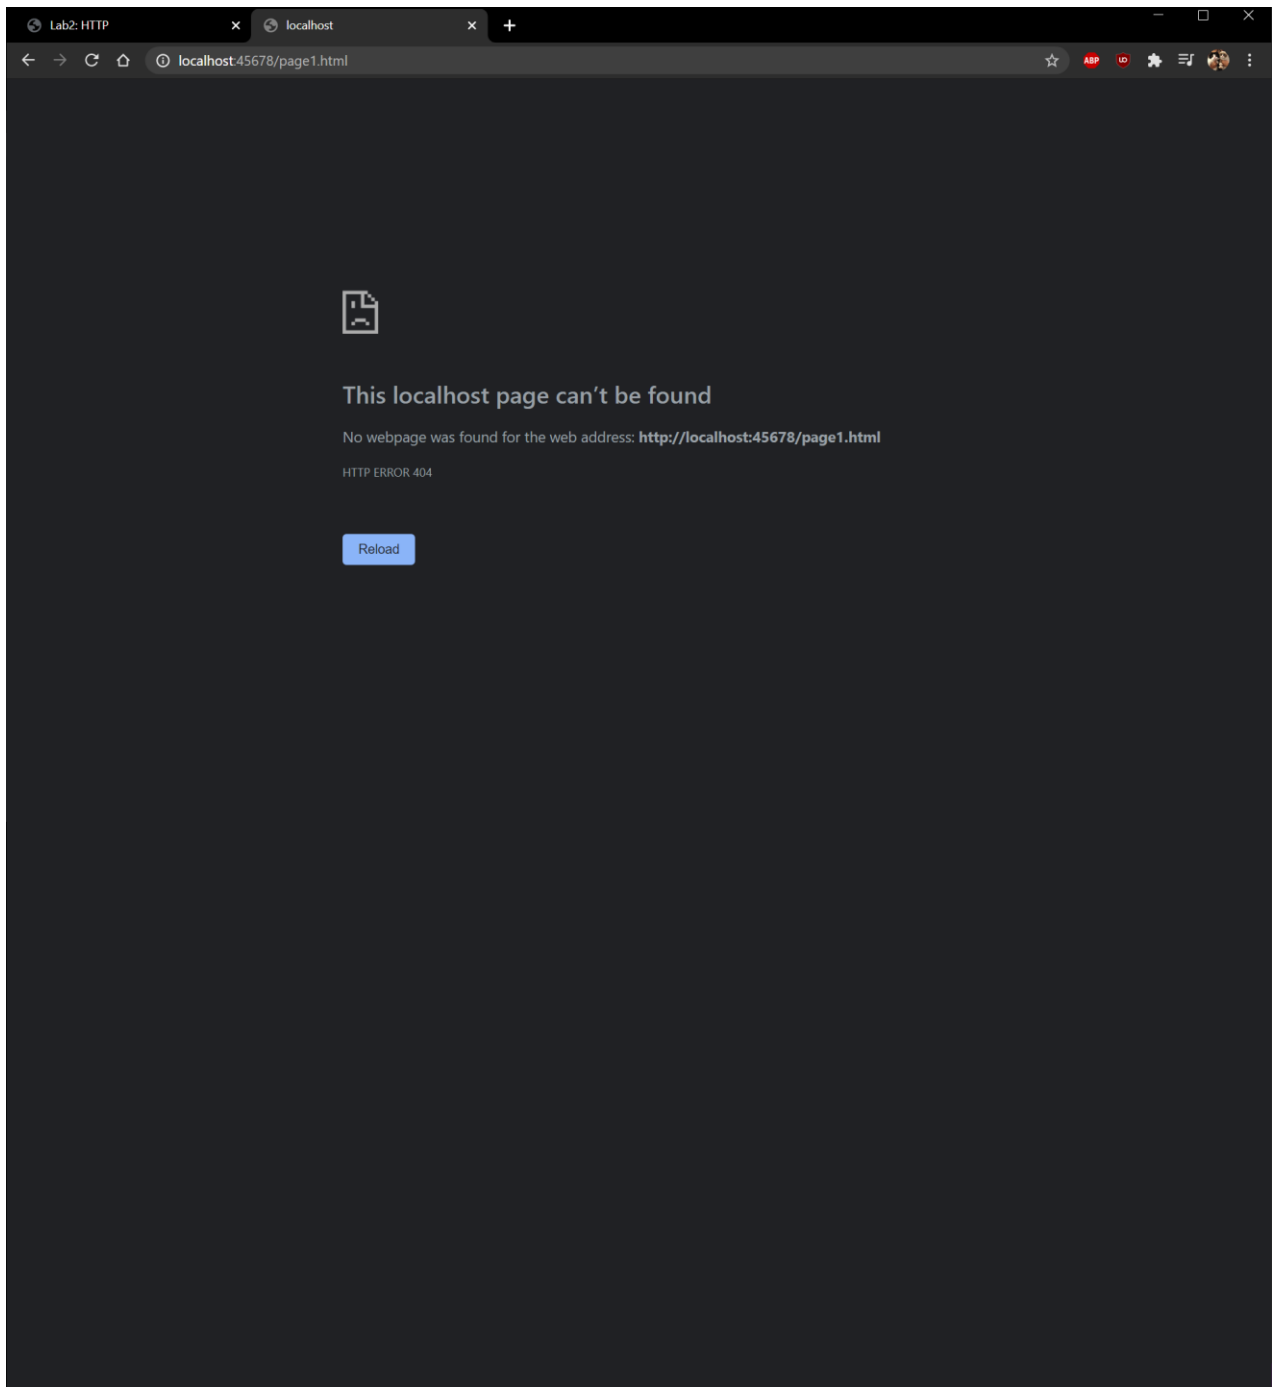 Lab2: HTTP
localhost
localhost:45678/page1.html
ABP
This localhost page can’t be found
No webpage was found for the web address: http://localhost:45678/page1.html
HTTP ERROR 404
Reload